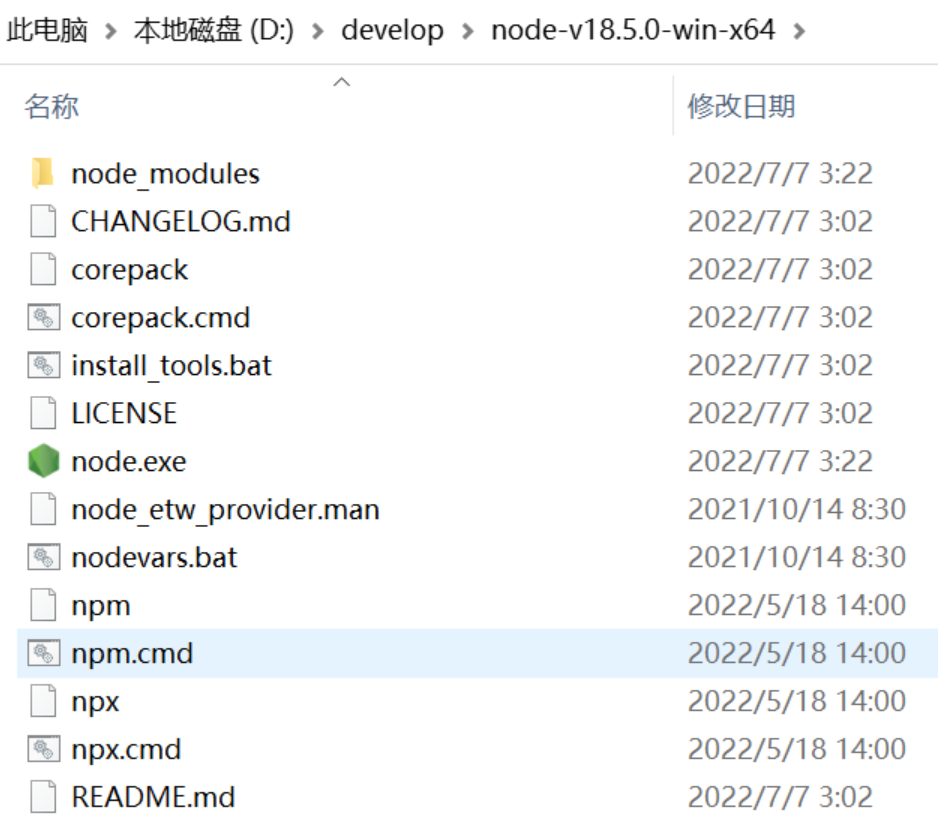 此电脑 > 本地磁盘 (D:) > develop > node-v18.5.0-win-x64 >
名称 修改日期
node_modules 2022/7/7 3:22
CHANGELOG.md 2022/7/7 3:02
corepack 2022/7/7 3:02
corepack.cmd 2022/7/7 3:02
install_tools.bat 2022/7/7 3:02
LICENSE 2022/7/7 3:02
node.exe 2022/7/7 3:22
node_etw_provider.man 2021/10/14 8:30
nodevars.bat 2021/10/14 8:30
npm 2022/5/18 14:00
npm.cmd 2022/5/18 14:00
npx 2022/5/18 14:00
npx.cmd 2022/5/18 14:00
README.md 2022/7/7 3:02